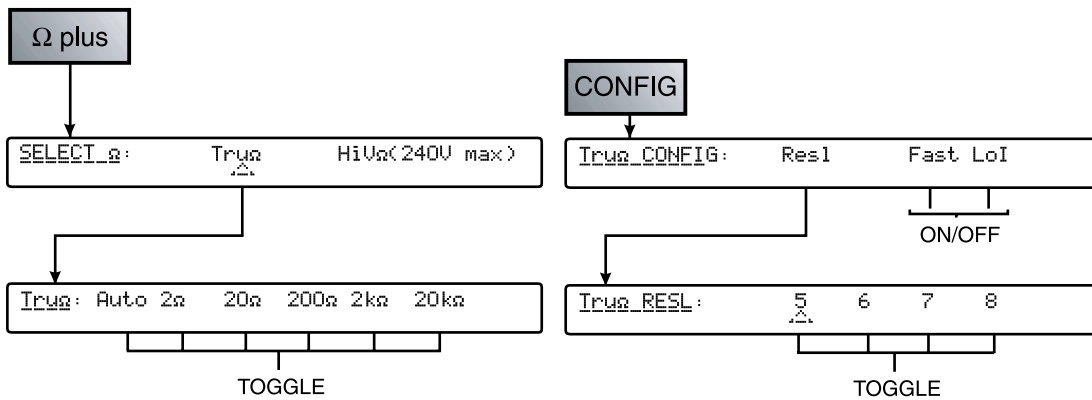 Ω plus
SELECT Ω: TruΩ HiVΩ(240V max)
TruΩ: Auto 2Ω 20Ω 200Ω 2kΩ 20kΩ
TOGGLE
CONFIG
TruΩ CONFIG: Resl Fast LoI
ON/OFF
TruΩ RESL: 5 6 7 8
TOGGLE